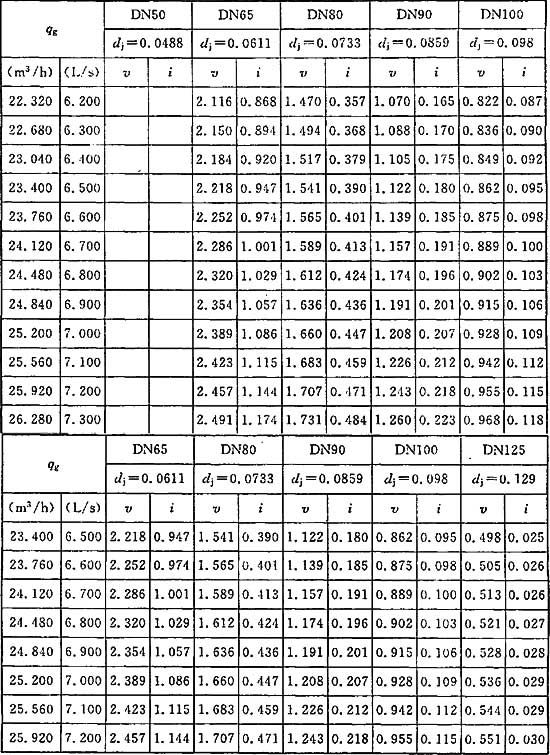 q_g DN50 DN65 DN80 DN90 DN100
d_j=0.0488 d_j=0.0611 d_j=0.0733 d_j=0.0859 d_j=0.098
(m³/h) (L/s) v i v i v i v i v i
22.320 6.200 2.116 0.868 1.470 0.357 1.070 0.165 0.822 0.087
22.680 6.300 2.150 0.894 1.494 0.368 1.088 0.170 0.836 0.090
23.040 6.400 2.184 0.920 1.517 0.379 1.105 0.175 0.849 0.092
23.400 6.500 2.218 0.947 1.541 0.390 1.122 0.180 0.862 0.095
23.760 6.600 2.252 0.974 1.565 0.401 1.139 0.185 0.875 0.098
24.120 6.700 2.286 1.001 1.589 0.413 1.157 0.191 0.889 0.100
24.480 6.800 2.320 1.029 1.612 0.424 1.174 0.196 0.902 0.103
24.840 6.900 2.354 1.057 1.636 0.436 1.191 0.201 0.915 0.106
25.200 7.000 2.389 1.086 1.660 0.447 1.208 0.207 0.928 0.109
25.560 7.100 2.423 1.115 1.683 0.459 1.226 0.212 0.942 0.112
25.920 7.200 2.457 1.144 1.707 0.471 1.243 0.218 0.955 0.115
26.280 7.300 2.491 1.174 1.731 0.484 1.260 0.223 0.968 0.118
q_g DN65 DN80 DN90 DN100 DN125
d_j=0.0611 d_j=0.0733 d_j=0.0859 d_j=0.098 d_j=0.129
(m³/h) (L/s) v i v i v i v i v i
23.400 6.500 2.218 0.947 1.541 0.390 1.122 0.180 0.862 0.095 0.498 0.025
23.760 6.600 2.252 0.974 1.565 0.401 1.139 0.185 0.875 0.098 0.505 0.026
24.120 6.700 2.286 1.001 1.589 0.413 1.157 0.191 0.889 0.100 0.513 0.026
24.480 6.800 2.320 1.029 1.612 0.424 1.174 0.196 0.902 0.103 0.521 0.027
24.840 6.900 2.354 1.057 1.636 0.436 1.191 0.201 0.915 0.106 0.528 0.028
25.200 7.000 2.389 1.086 1.660 0.447 1.208 0.207 0.928 0.109 0.536 0.029
25.560 7.100 2.423 1.115 1.683 0.459 1.226 0.212 0.942 0.112 0.544 0.029
25.920 7.200 2.457 1.144 1.707 0.471 1.243 0.218 0.955 0.115 0.551 0.030